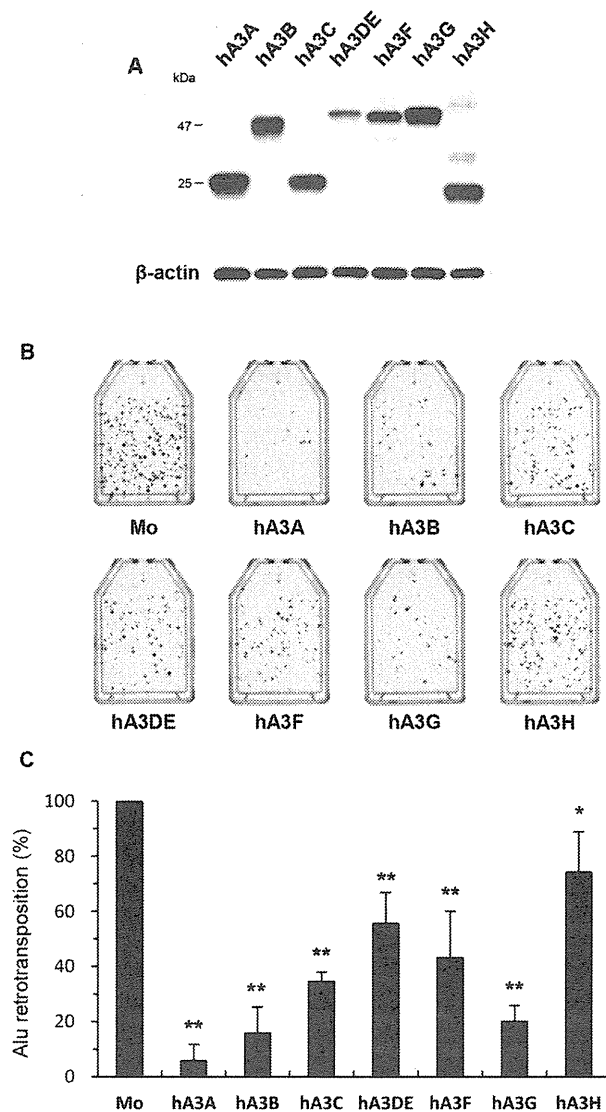 A
hA3A hA3B hA3C hA3DE hA3F hA3G hA3H
kDa
47
25
β-actin
B
Mo hA3A hA3B hA3C
hA3DE hA3F hA3G hA3H
C
Alu retrotransposition (%)
100
80
60
40
20
0
** ** ** ** ** ** *
Mo hA3A hA3B hA3C hA3DE hA3F hA3G hA3H